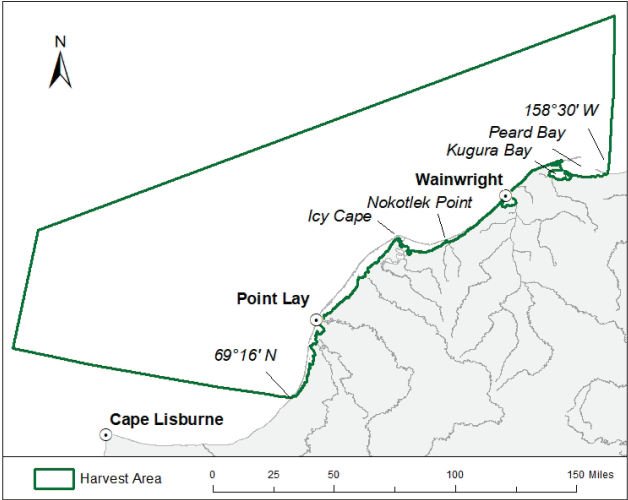 N
158°30' W
Peard Bay
Kugura Bay
Wainwright
Nokotlek Point
Icy Cape
Point Lay
69°16' N
Cape Lisburne
Harvest Area
0 25 50 100 150 Miles